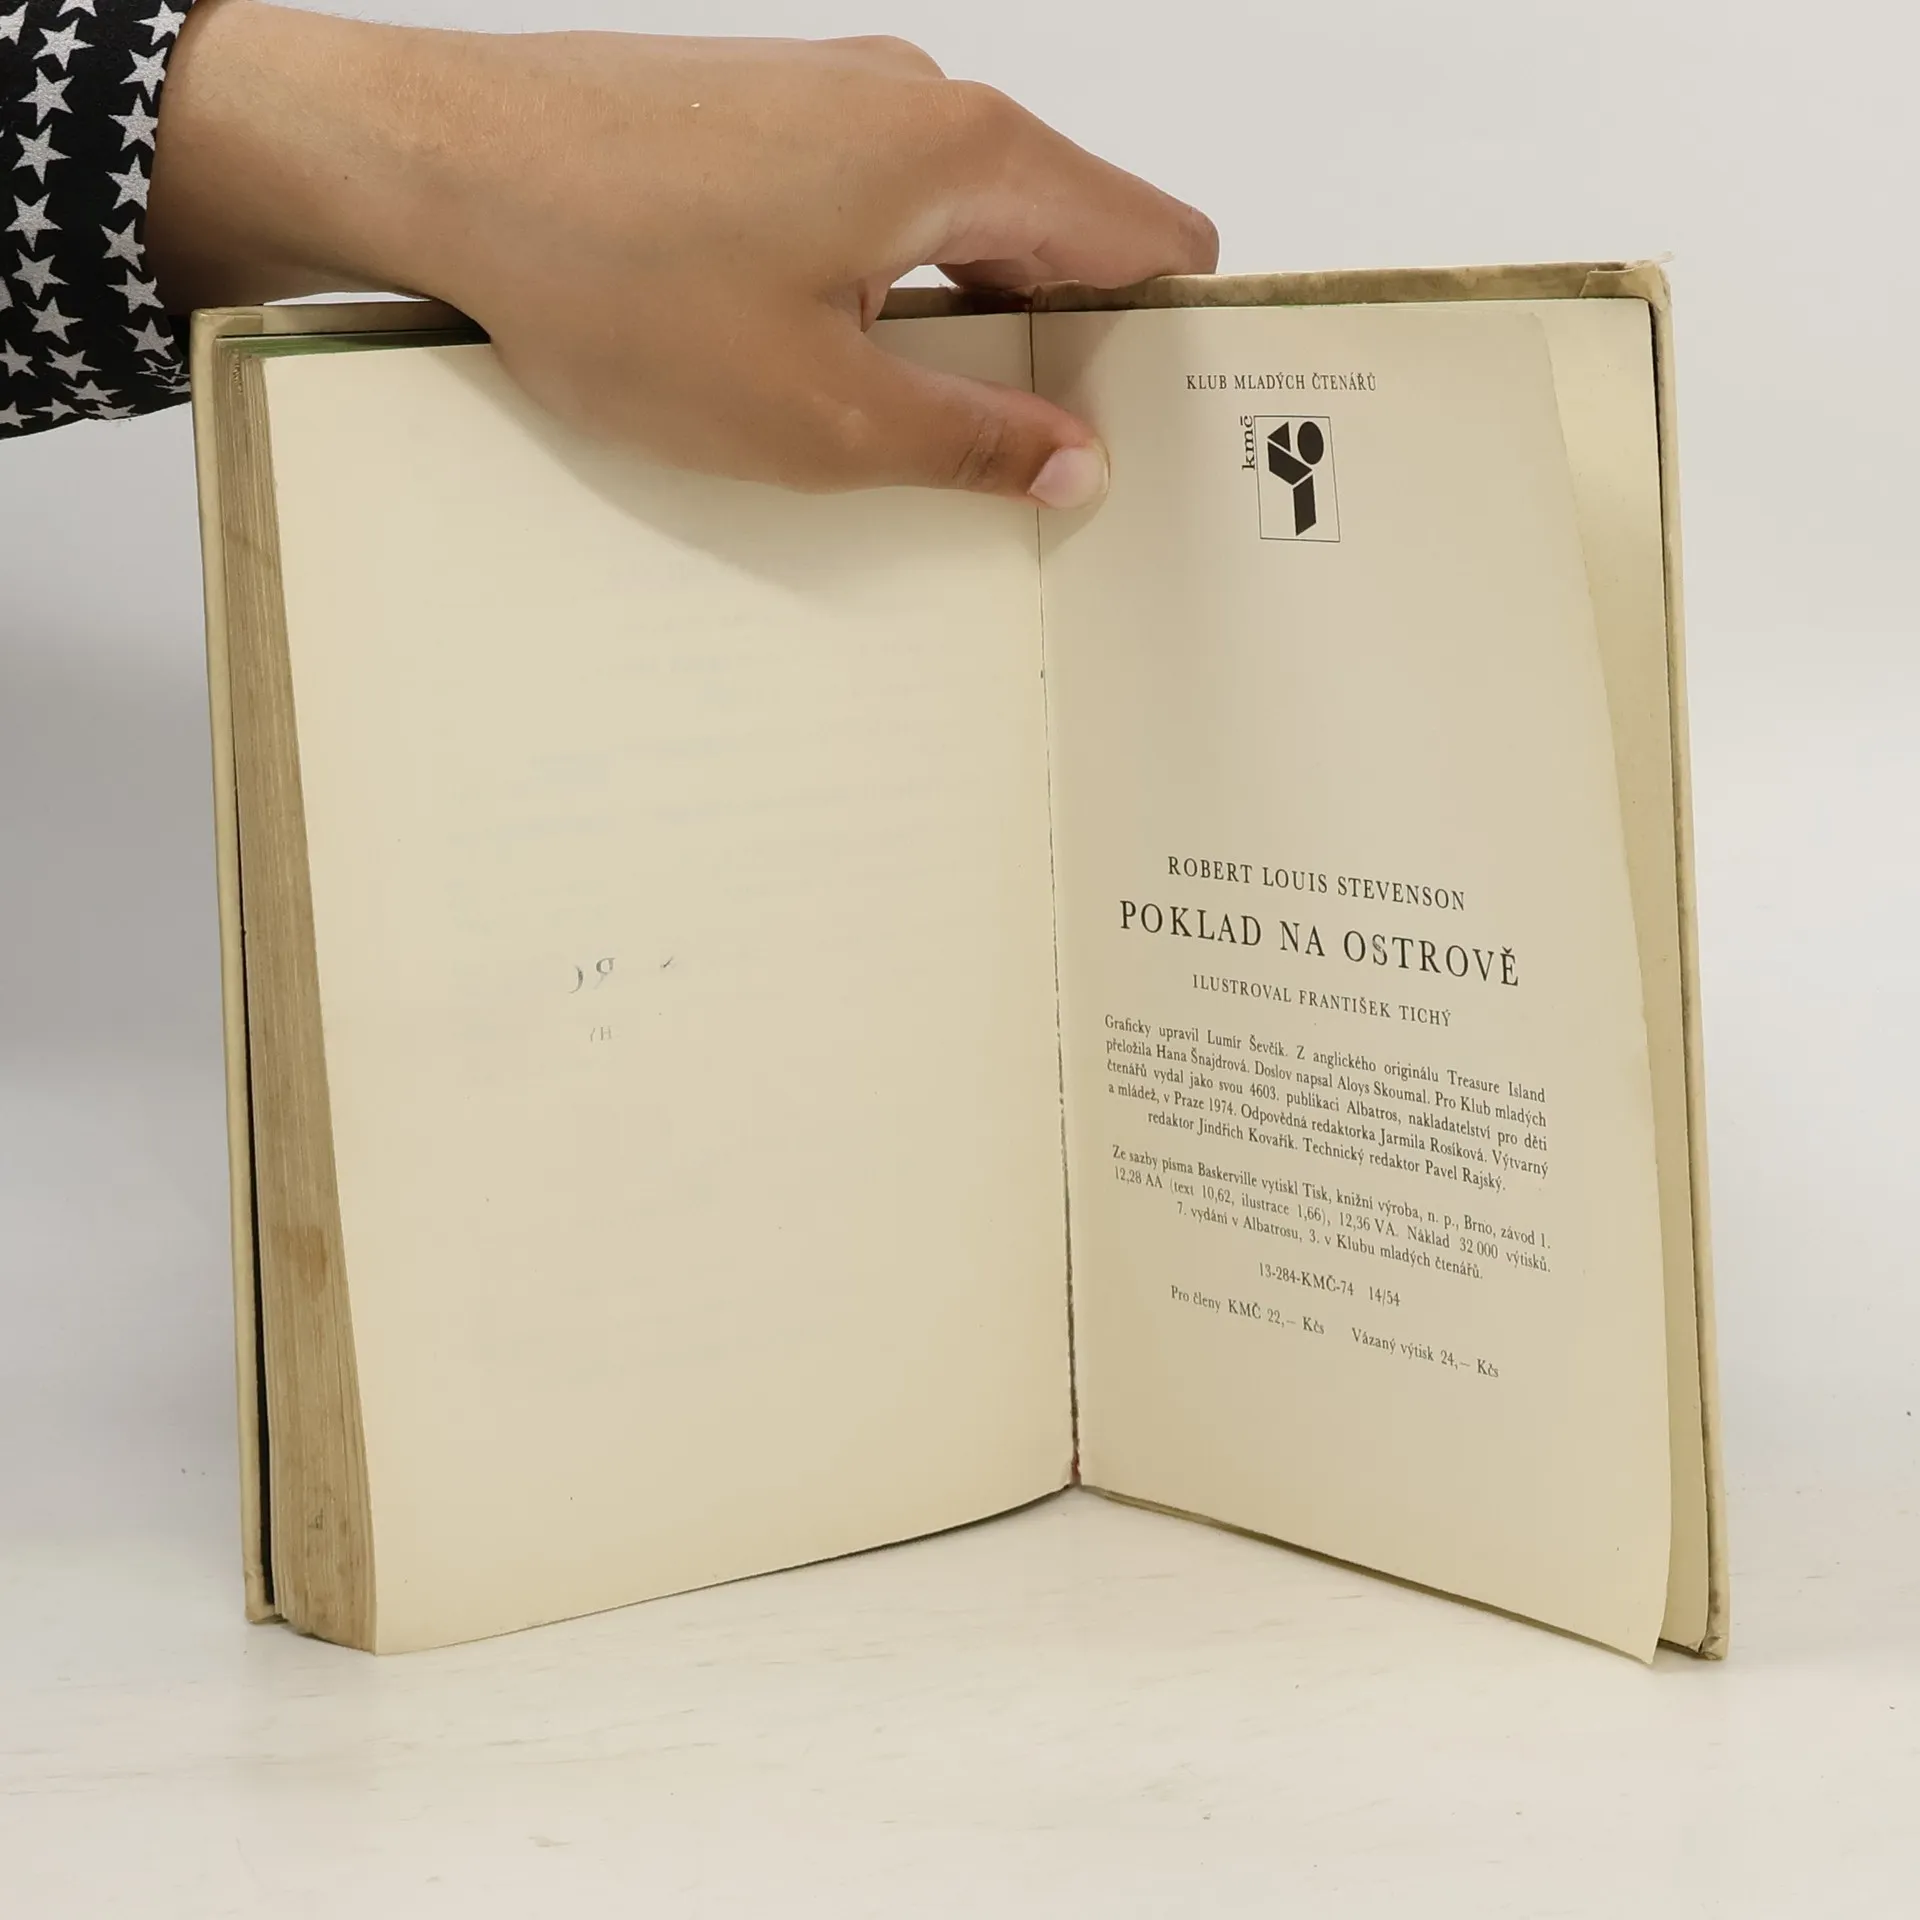 KLUB MLADÝCH ČTENÁŘŮ
kmč
ROBERT LOUIS STEVENSON
POKLAD NA OSTROVĚ
ILUSTROVAL FRANTIŠEK TICHÝ
Graficky upravil Lumír Ševčík. Z anglického originálu Treasure Island
přeložila Hana Šnajdrová. Doslov napsal Aloys Skoumal. Pro Klub mladých
čtenářů vydal jako svou 4603. publikaci Albatros, nakladatelství pro děti
a mládež, v Praze 1974. Odpovědná redaktorka Jarmila Rosíková. Výtvarný
redaktor Jindřich Kovařík. Technický redaktor Pavel Rajský.
Ze sazby písma Baskerville vytiskl Tisk, knižní výroba, n. p., Brno, závod 1.
12,28 AA (text 10,62, ilustrace 1,66), 12,36 VA. Náklad 32 000 výtisků.
7. vydání v Albatrosu, 3. v Klubu mladých čtenářů.
13-284-KMČ-74 14/54
Pro členy KMČ 22,— Kčs Vázaný výtisk 24,— Kčs